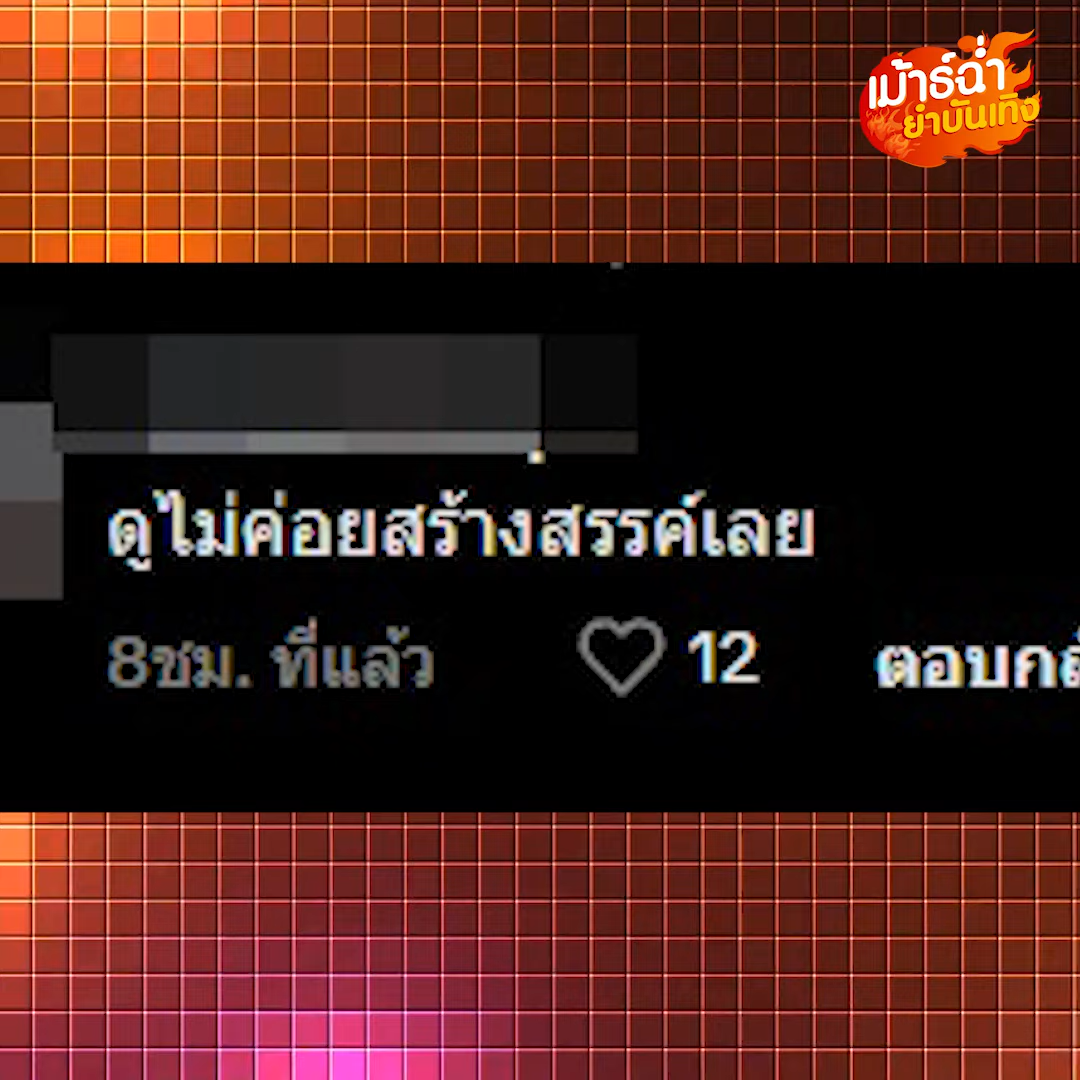 เม้าธ์ฉ่ำ
ยำบันเทิง
ดูไม่ค่อยสร้างสรรค์เลย
8ชม. ที่แล้ว 12